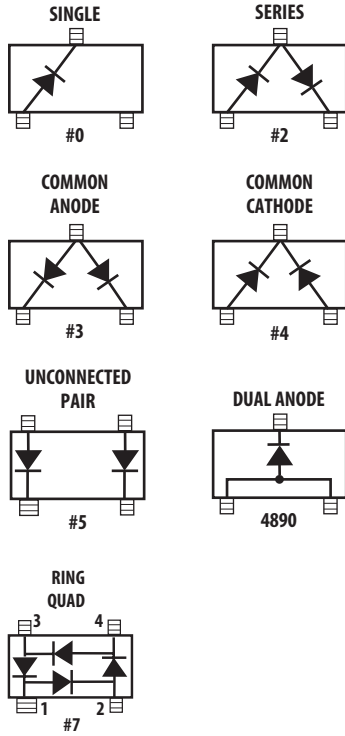 SINGLE
SERIES
#0
#2
COMMON
ANODE
COMMON
CATHODE
#3
#4
UNCONNECTED
PAIR
DUAL ANODE
#5
4890
RING
QUAD
3 4
1 2
#7